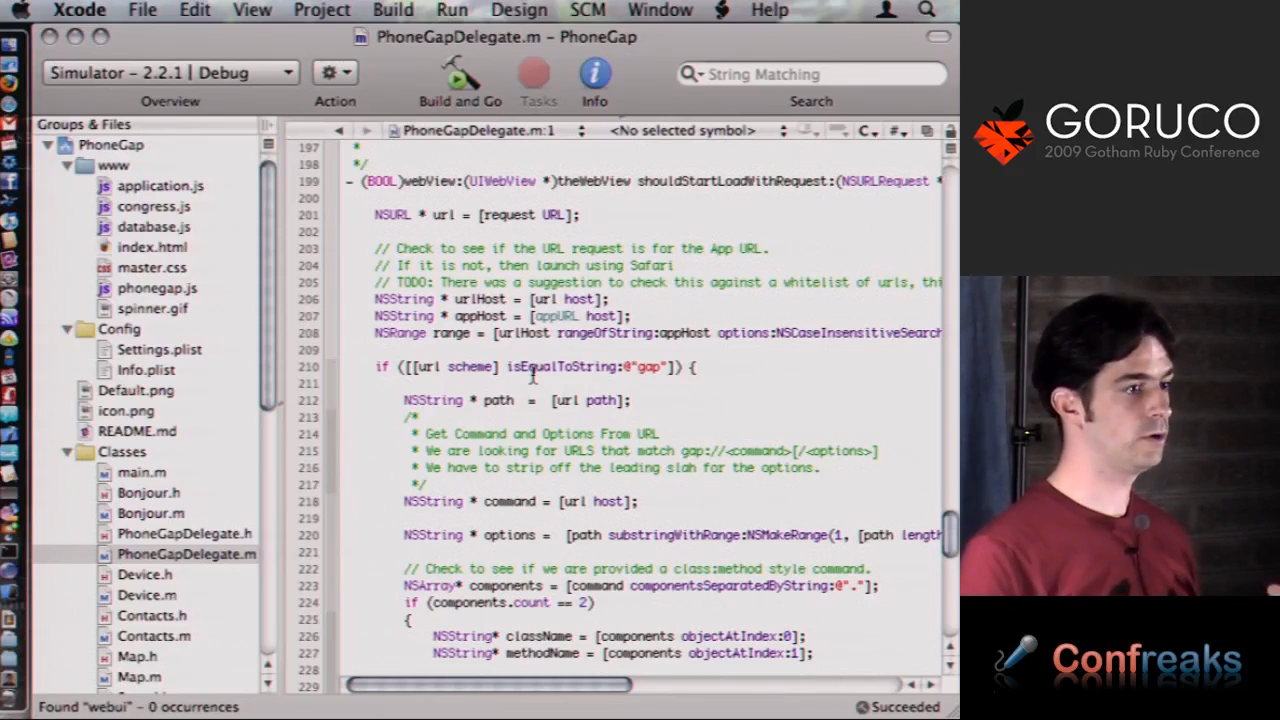 Xcode File Edit View Project Build Run Design SCM Window Help
PhoneGapDelegate.m – PhoneGap
Simulator - 2.2.1 | Debug
String Matching
Overview
Action
Build and Go
Tasks
Info
Search
Groups & Files
PhoneGap
www
application.js
congress.js
database.js
index.html
master.css
phonegap.js
spinner.gif
Config
Settings.plist
Info.plist
Default.png
icon.png
README.md
Classes
main.m
Bonjour.h
Bonjour.m
PhoneGapDelegate.h
PhoneGapDelegate.m
Device.h
Device.m
Contacts.h
Contacts.m
Map.h
Map.m
PhoneGapDelegate.m:1 <No selected symbol>
197 *
198 */
199 - (BOOL)webView:(UIWebView *)theWebView shouldStartLoadWithRequest:(NSURLRequest *
200
201 NSURL * url = [request URL];
202
203 // Check to see if the URL request is for the App URL.
204 // If it is not, then launch using Safari
205 // TODO: There was a suggestion to check this against a whitelist of urls, thi
206 NSString * urlHost = [url host];
207 NSString * appHost = [appURL host];
208 NSRange range = [urlHost rangeOfString:appHost options:NSCaseInsensitiveSearch
209
210 if ([[url scheme] isEqualToString:@"gap"]) {
211
212 NSString * path = [url path];
213 /*
214 * Get Command and Options From URL
215 * We are looking for URLS that match gap://<command>[/<options>]
216 * We have to strip off the leading slah for the options.
217 */
218 NSString * command = [url host];
219
220 NSString * options = [path substringWithRange:NSMakeRange(1, [path length
221
222 // Check to see if we are provided a class:method style command.
223 NSArray* components = [command componentsSeparatedByString:@"."];
224 if (components.count == 2)
225 {
226 NSString* className = [components objectAtIndex:0];
227 NSString* methodName = [components objectAtIndex:1];
228
229
Found "webui" - 0 occurrences
Succeeded
GORUCO
2009 Gotham Ruby Conference
Confreaks